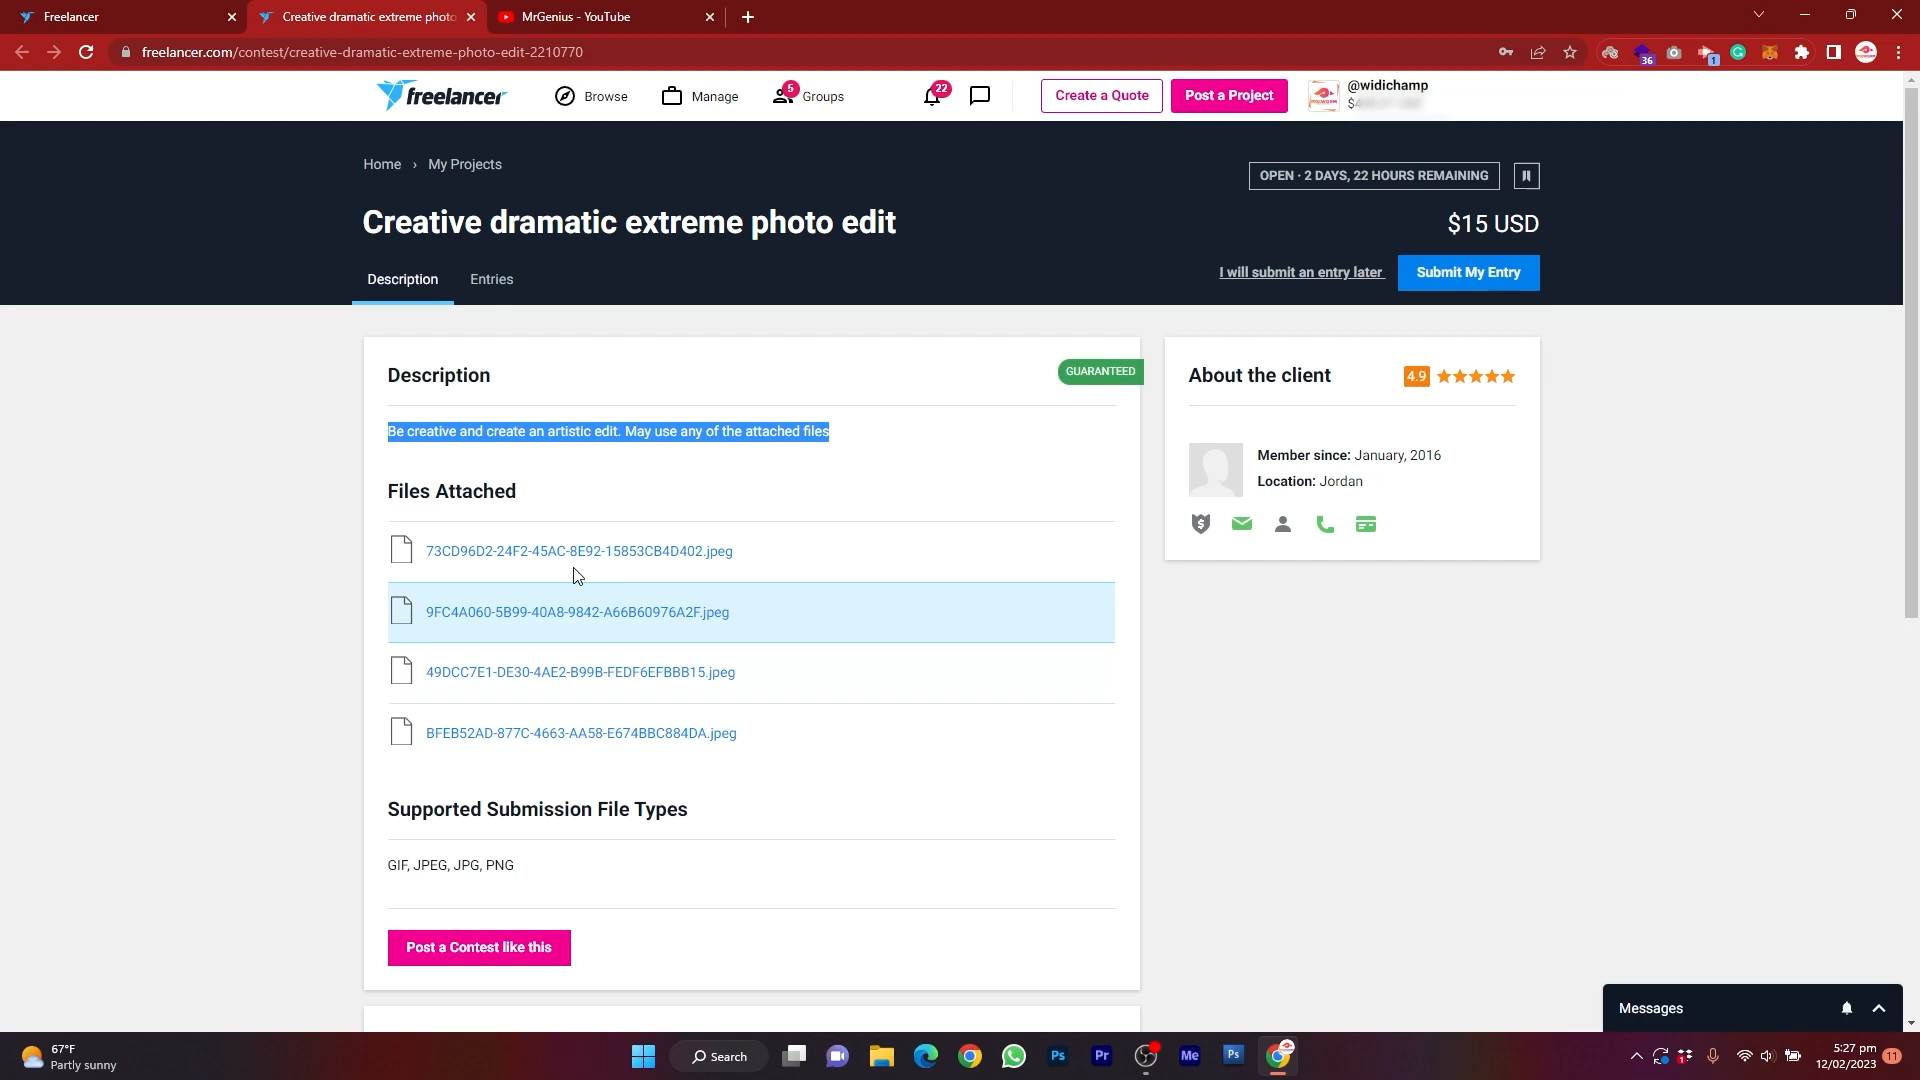 Freelancer
Creative dramatic extreme photo
MrGenius - YouTube
freelancer.com/contest/creative-dramatic-extreme-photo-edit-2210770
36
1
freelancer
Browse
Manage
5
Groups
22
Create a Quote
Post a Project
@widichamp
Home › My Projects
OPEN · 2 DAYS, 22 HOURS REMAINING
Creative dramatic extreme photo edit
$15 USD
Description
Entries
I will submit an entry later
Submit My Entry
Description
GUARANTEED
Be creative and create an artistic edit. May use any of the attached files
Files Attached
73CD96D2-24F2-45AC-8E92-15853CB4D402.jpeg
9FC4A060-5B99-40A8-9842-A66B60976A2F.jpeg
49DCC7E1-DE30-4AE2-B99B-FEDF6EFBBB15.jpeg
BFEB52AD-877C-4663-AA58-E674BBC884DA.jpeg
Supported Submission File Types
GIF, JPEG, JPG, PNG
Post a Contest like this
About the client
4.9
Member since: January, 2016
Location: Jordan
Messages
67°F
Partly sunny
Search
Ps
Pr
Me
Ps
5:27 pm
12/02/2023
11